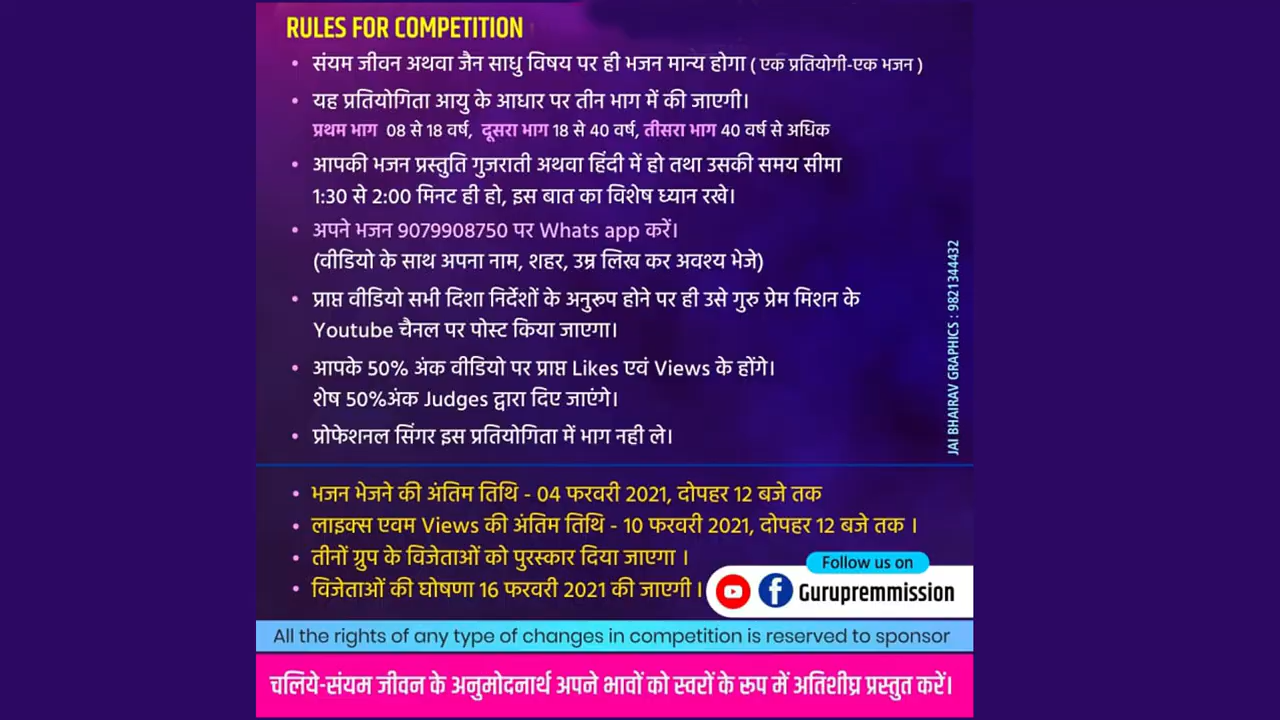 RULES FOR COMPETITION
• संयम जीवन अथवा जैन साधु विषय पर ही भजन मान्य होगा ( एक प्रतियोगी-एक भजन )
• यह प्रतियोगिता आयु के आधार पर तीन भाग में की जाएगी।
प्रथम भाग 08 से 18 वर्ष, दूसरा भाग 18 से 40 वर्ष, तीसरा भाग 40 वर्ष से अधिक
• आपकी भजन प्रस्तुति गुजराती अथवा हिंदी में हो तथा उसकी समय सीमा
1:30 से 2:00 मिनट ही हो, इस बात का विशेष ध्यान रखे।
• अपने भजन 9079908750 पर Whats app करें।
(वीडियो के साथ अपना नाम, शहर, उम्र लिख कर अवश्य भेजे)
• प्राप्त वीडियो सभी दिशा निर्देशों के अनुरूप होने पर ही उसे गुरु प्रेम मिशन के
Youtube चैनल पर पोस्ट किया जाएगा।
• आपके 50% अंक वीडियो पर प्राप्त Likes एवं Views के होंगे।
शेष 50%अंक Judges द्वारा दिए जाएंगे।
• प्रोफेशनल सिंगर इस प्रतियोगिता में भाग नही ले।
JAI BHAIRAV GRAPHICS : 9821344432
• भजन भेजने की अंतिम तिथि - 04 फरवरी 2021, दोपहर 12 बजे तक
• लाइक्स एवम Views की अंतिम तिथि - 10 फरवरी 2021, दोपहर 12 बजे तक ।
• तीनों ग्रुप के विजेताओं को पुरस्कार दिया जाएगा ।
• विजेताओं की घोषणा 16 फरवरी 2021 की जाएगी ।
Follow us on
Gurupremmission
All the rights of any type of changes in competition is reserved to sponsor
चलिये-संयम जीवन के अनुमोदनार्थ अपने भावों को स्वरों के रूप में अतिशीघ्र प्रस्तुत करें।